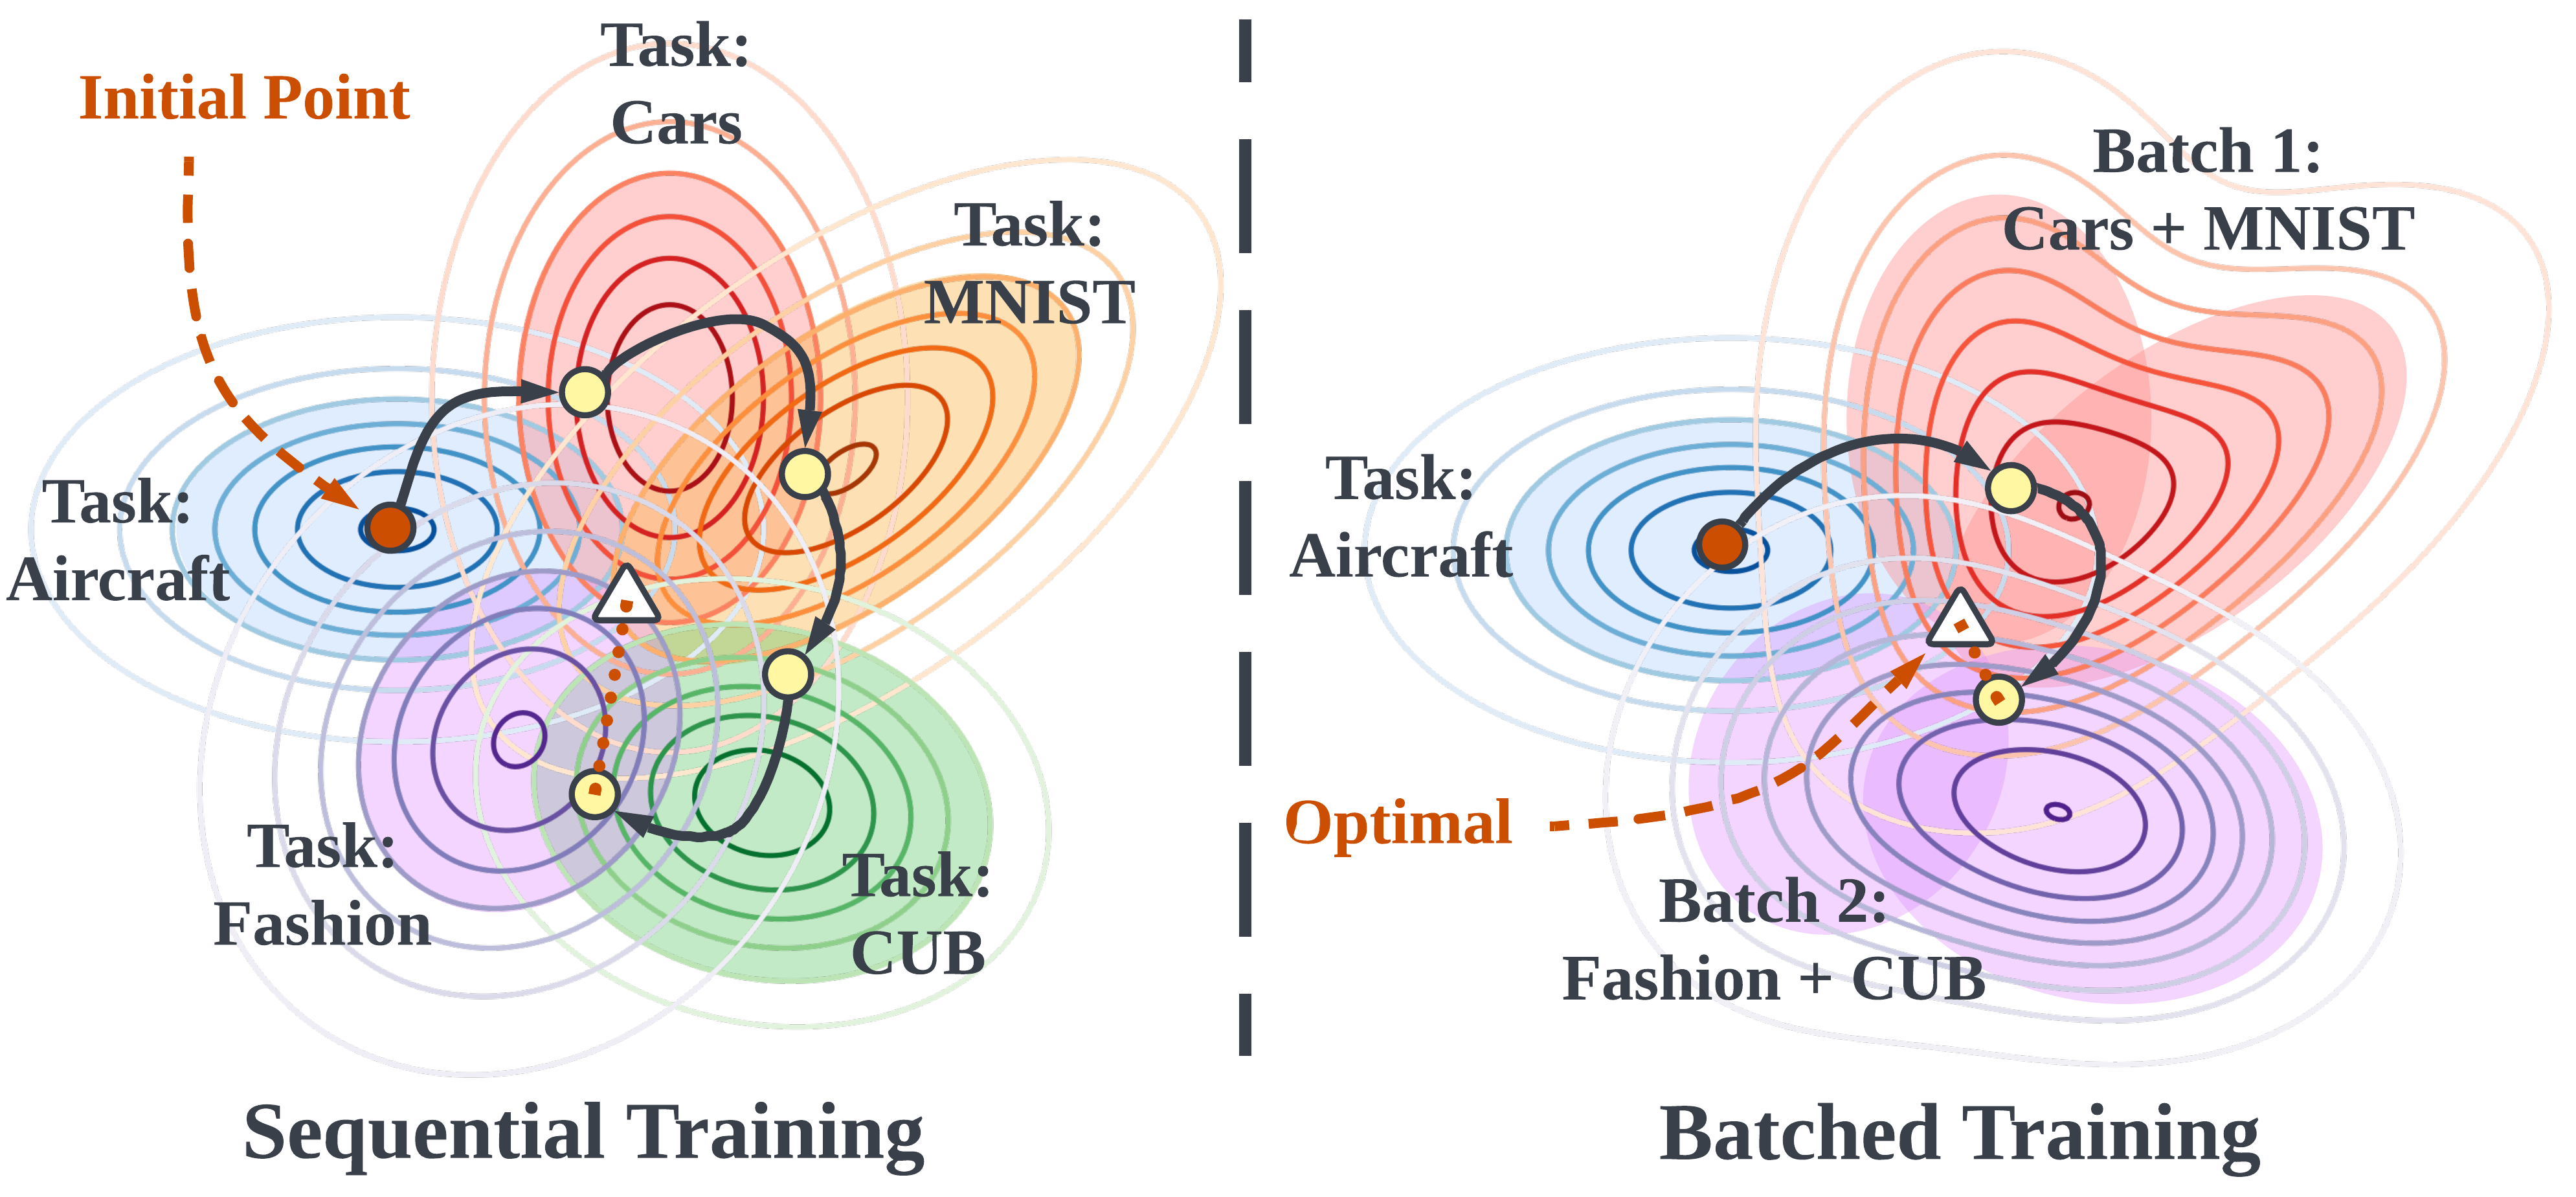 Initial Point
Task:
Cars
Task:
MNIST
Task:
Aircraft
Task:
Fashion
Task:
CUB
Sequential Training
Batch 1:
Cars + MNIST
Task:
Aircraft
Optimal
Batch 2:
Fashion + CUB
Batched Training